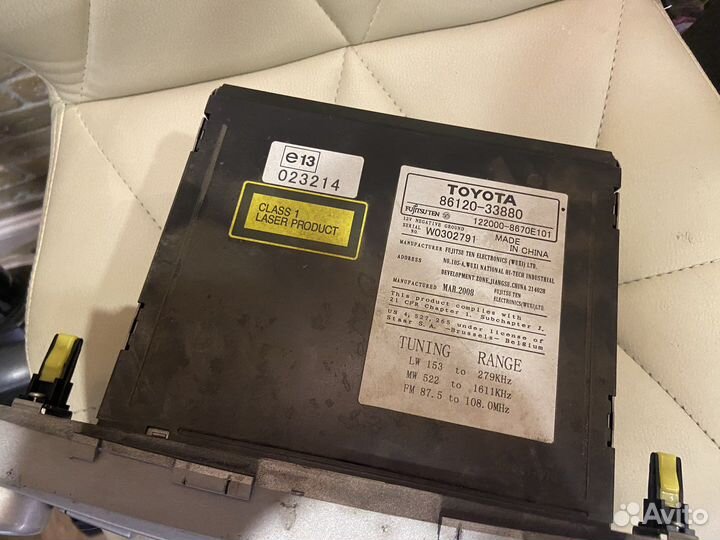 e13
023214
CLASS 1
LASER PRODUCT
TOYOTA
86120-33880
FUJITSU TEN
122000-8670E101
12V NEGATIVE GROUND
SERIAL NO. W0302791
MADE IN CHINA
MANUFACTURER FUJITSU TEN ELECTRONICS (WUXI) LTD.
ADDRESS NO.105-A, WUXI NATIONAL HI-TECH INDUSTRIAL
DEVELOPMENT ZONE, JIANGSU, CHINA 214028
MANUFACTURED MAR.2008 FUJITSU TEN
ELECTRONICS(WUXI)LTD.
This product complies with
21 CFR Chapter 1. Subchapter J.
US 4,527,265 under license of
Staar S.A. -Brussels- Belgium
TUNING RANGE
LW 153 to 279KHz
MW 522 to 1611KHz
FM 87.5 to 108.0MHz
Avito